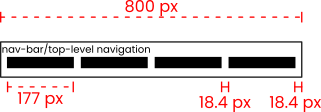 800 px
nav-bar/top-level navigation
177 px
18.4 px
18.4 px